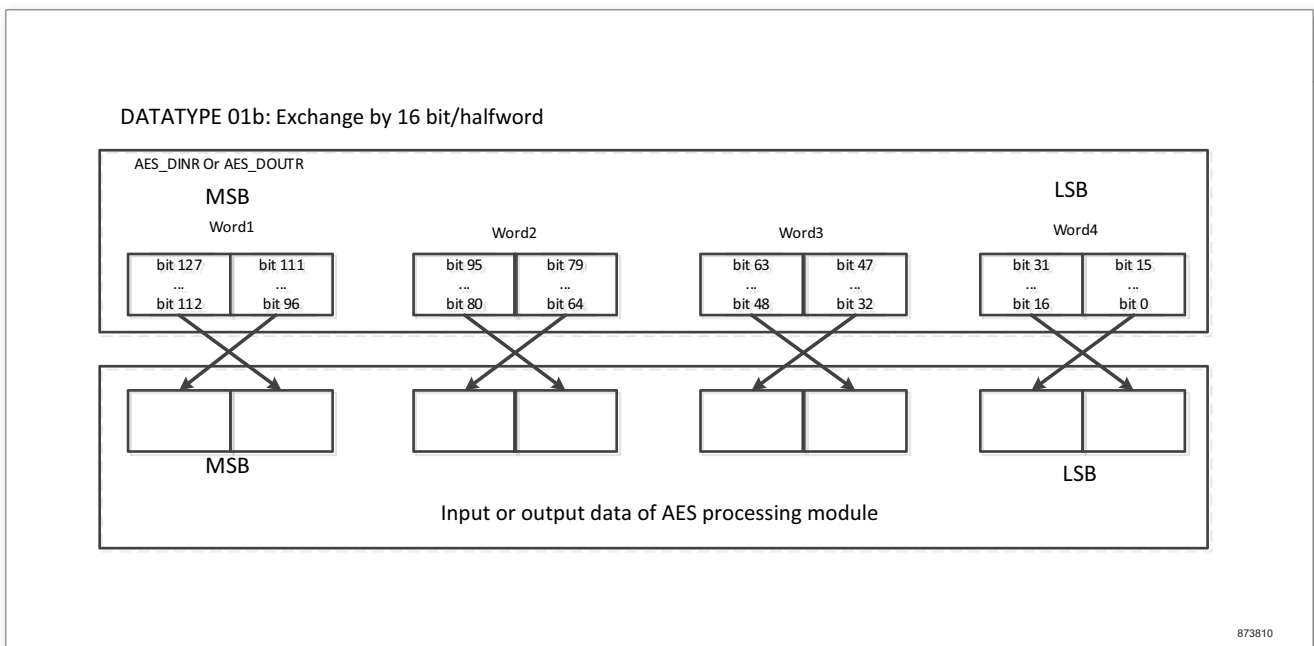 DATATYPE 01b: Exchange by 16 bit/halfword
AES_DINR Or AES_DOUTR
MSB LSB
Word1 Word2 Word3 Word4
bit 127 bit 111 bit 95 bit 79 bit 63 bit 47 bit 31 bit 15
... ... ... ... ... ... ... ...
bit 112 bit 96 bit 80 bit 64 bit 48 bit 32 bit 16 bit 0
MSB LSB
Input or output data of AES processing module
873810